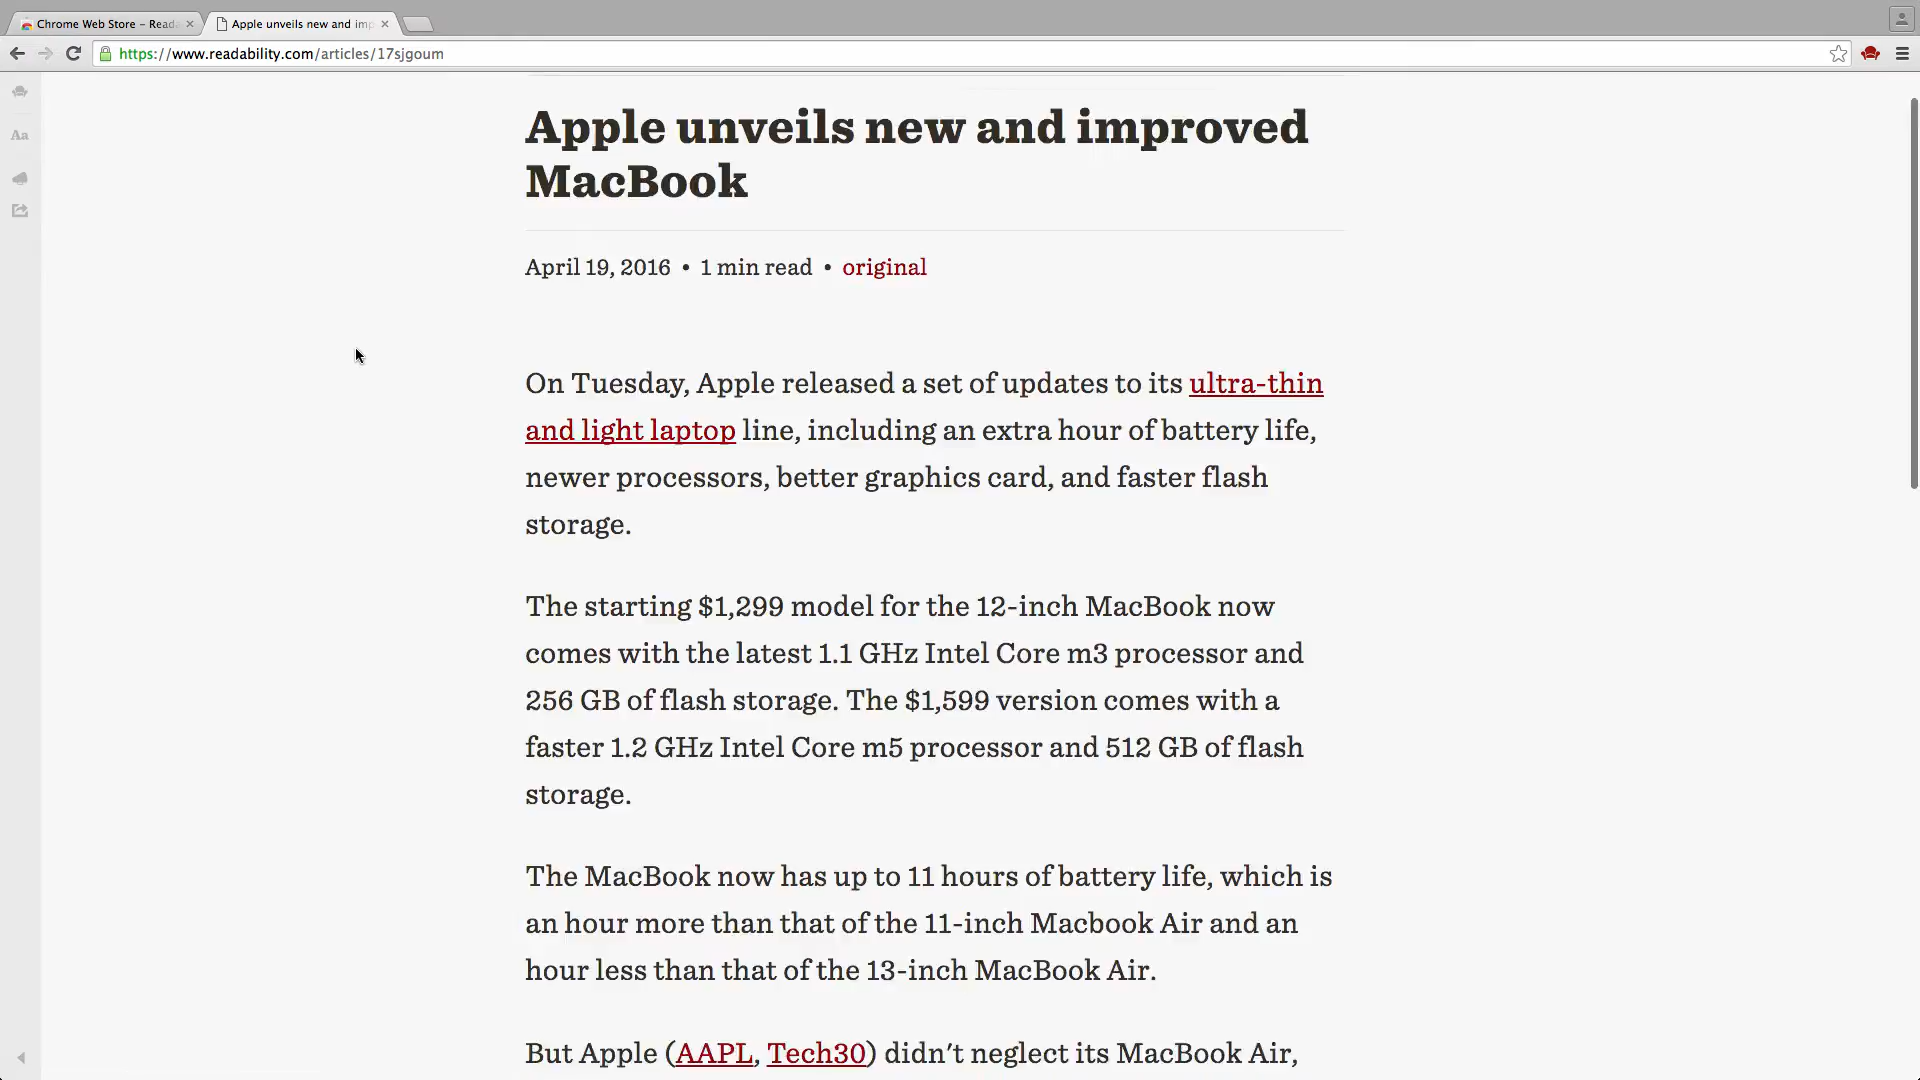 Chrome Web Store - Reada
Apple unveils new and imp
https://www.readability.com/articles/17sjgoum
Aa
Apple unveils new and improved
MacBook
April 19, 2016 • 1 min read • original
On Tuesday, Apple released a set of updates to its ultra-thin
and light laptop line, including an extra hour of battery life,
newer processors, better graphics card, and faster flash
storage.
The starting $1,299 model for the 12-inch MacBook now
comes with the latest 1.1 GHz Intel Core m3 processor and
256 GB of flash storage. The $1,599 version comes with a
faster 1.2 GHz Intel Core m5 processor and 512 GB of flash
storage.
The MacBook now has up to 11 hours of battery life, which is
an hour more than that of the 11-inch Macbook Air and an
hour less than that of the 13-inch MacBook Air.
But Apple (AAPL, Tech30) didn't neglect its MacBook Air,